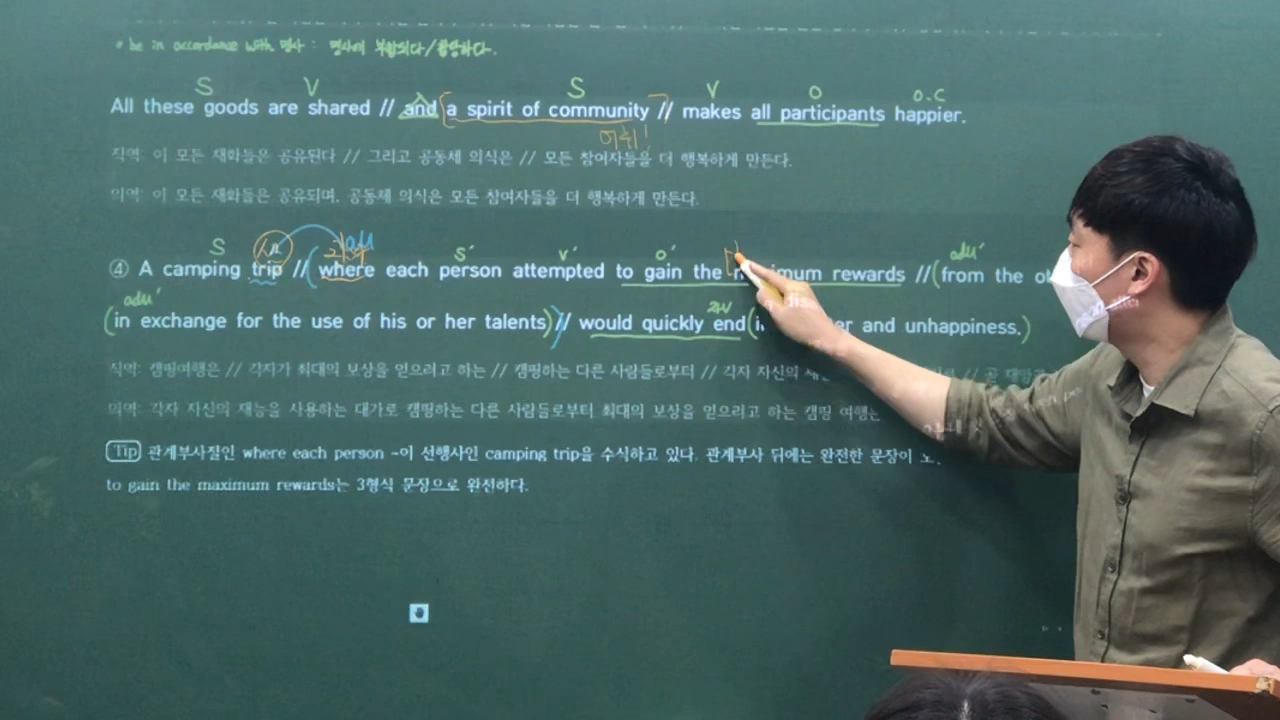 • be in accordance with 명사 : 명사에 부합되다/합당하다.
S V S V O O.C
All these goods are shared // and [a spirit of community] // makes all participants happier.
어휘!
직역: 이 모든 재화들은 공유된다 // 그리고 공동체 의식은 // 모든 참여자들을 더 행복하게 만든다.
의역: 이 모든 재화들은 공유되며, 공동체 의식은 모든 참여자들을 더 행복하게 만든다.
S S´ V´ O´ adv´
④ A camping trip // (where each person attempted to gain the maximum rewards // (from the
adv´
(in exchange for the use of his or her talents)) // would quickly end ( and unhappiness.)
직역: 캠핑여행은 // 각자가 최대의 보상을 얻으려고 하는 // 캠핑하는 다른 사람들로부터 // 각자 자신의
의역: 각자 자신의 재능을 사용하는 대가로 캠핑하는 다른 사람들로부터 최대의 보상을 얻으려고 하는 캠핑 여행은
Tip 관계부사절인 where each person ~이 선행사인 camping trip을 수식하고 있다. 관계부사 뒤에는 완전한 문장이
to gain the maximum rewards는 3형식 문장으로 완전하다.